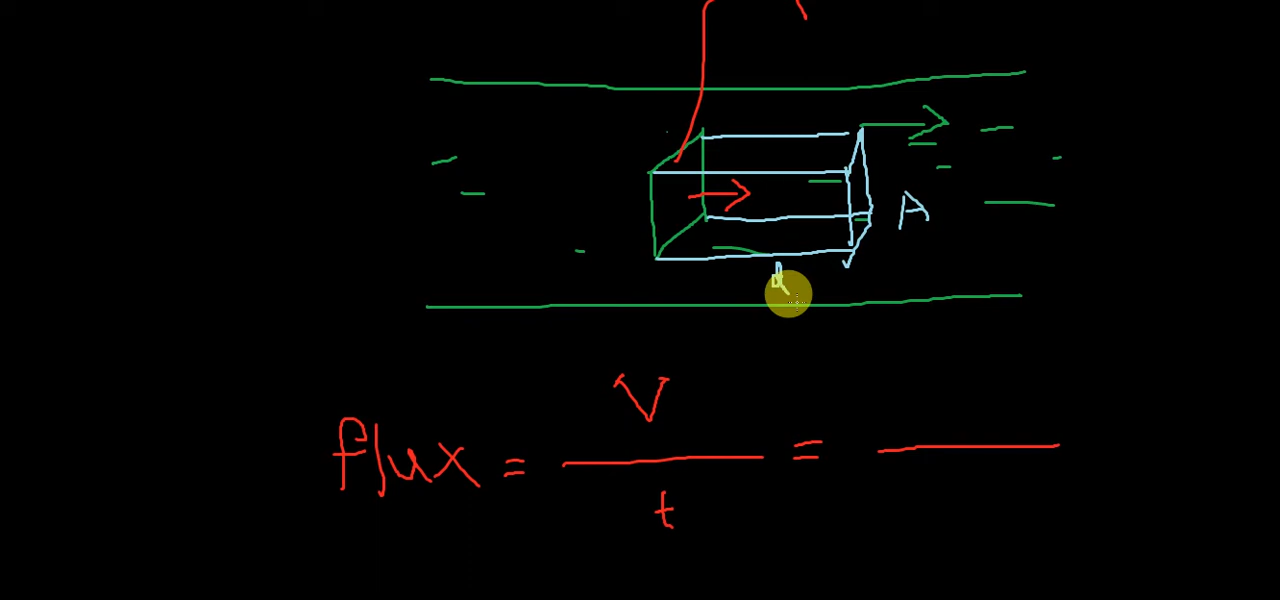 A
flux = V / t =